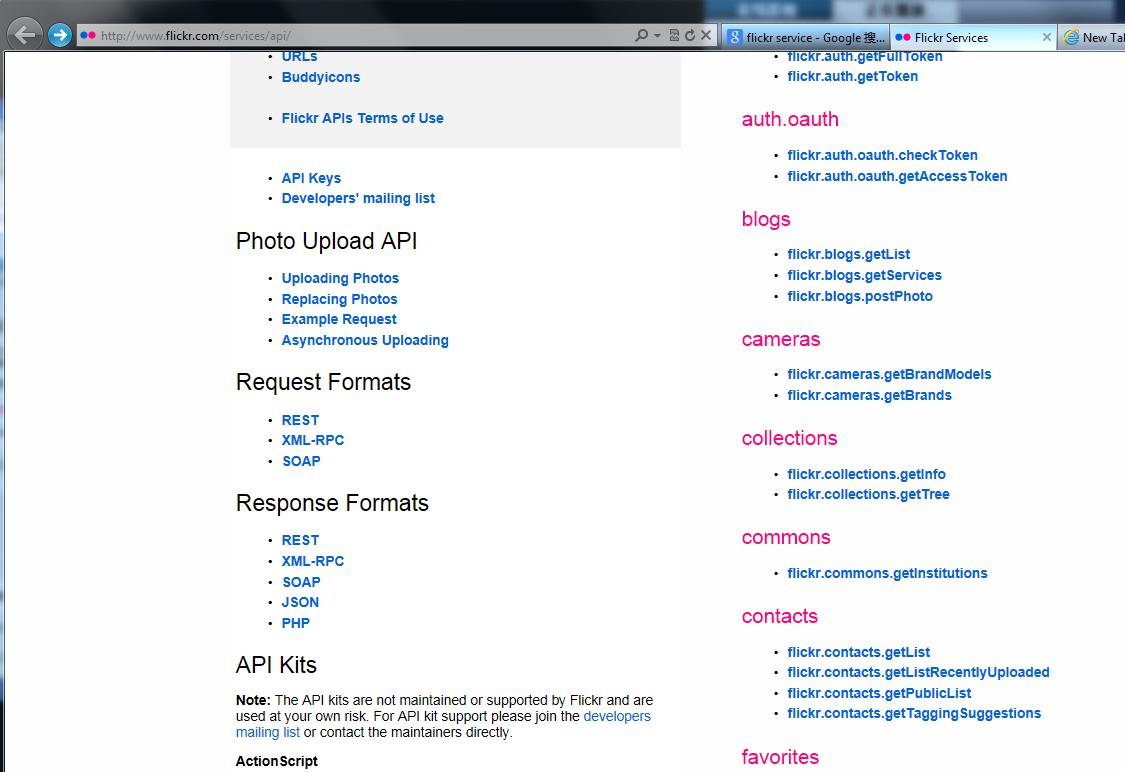 http://www.flickr.com/services/api/
flickr service - Google 搜...
Flickr Services
New Tab
URLs
Buddyicons
Flickr APIs Terms of Use
API Keys
Developers' mailing list
Photo Upload API
Uploading Photos
Replacing Photos
Example Request
Asynchronous Uploading
Request Formats
REST
XML-RPC
SOAP
Response Formats
REST
XML-RPC
SOAP
JSON
PHP
API Kits
Note: The API kits are not maintained or supported by Flickr and are
used at your own risk. For API kit support please join the developers
mailing list or contact the maintainers directly.
ActionScript
flickr.auth.getFullToken
flickr.auth.getToken
auth.oauth
flickr.auth.oauth.checkToken
flickr.auth.oauth.getAccessToken
blogs
flickr.blogs.getList
flickr.blogs.getServices
flickr.blogs.postPhoto
cameras
flickr.cameras.getBrandModels
flickr.cameras.getBrands
collections
flickr.collections.getInfo
flickr.collections.getTree
commons
flickr.commons.getInstitutions
contacts
flickr.contacts.getList
flickr.contacts.getListRecentlyUploaded
flickr.contacts.getPublicList
flickr.contacts.getTaggingSuggestions
favorites